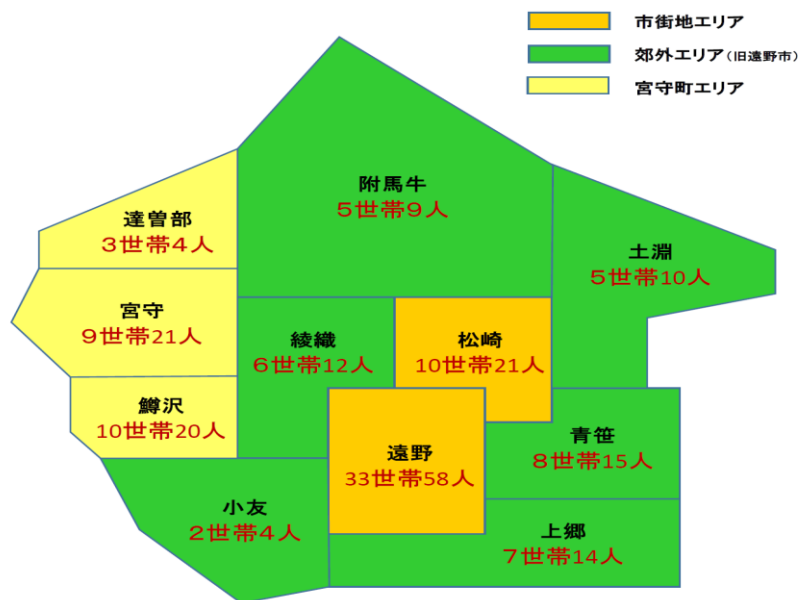 市街地エリア
郊外エリア(旧遠野市)
宮守町エリア
附馬牛
5世帯9人
達曽部
3世帯4人
土淵
5世帯10人
宮守
9世帯21人
綾織
6世帯12人
松崎
10世帯21人
鱒沢
10世帯20人
遠野
33世帯58人
青笹
8世帯15人
小友
2世帯4人
上郷
7世帯14人